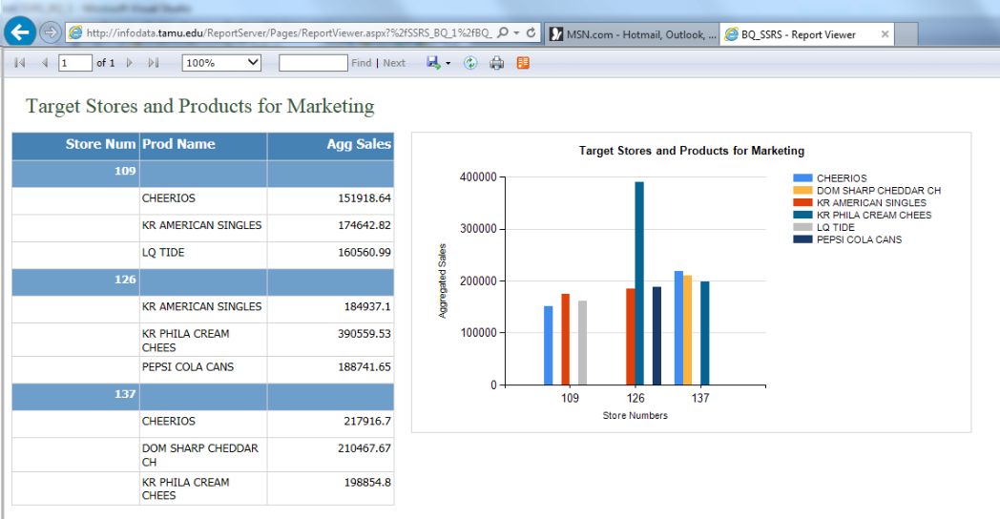 http://infodata.tamu.edu/ReportServer/Pages/ReportViewer.aspx?%2fSSRS_BQ_1%2fBQ_
MSN.com - Hotmail, Outlook, ...
BQ_SSRS - Report Viewer
1 of 1 100% Find | Next
Target Stores and Products for Marketing
Store Num Prod Name Agg Sales
109
CHEERIOS 151918.64
KR AMERICAN SINGLES 174642.82
LQ TIDE 160560.99
126
KR AMERICAN SINGLES 184937.1
KR PHILA CREAM 390559.53
CHEES
PEPSI COLA CANS 188741.65
137
CHEERIOS 217916.7
DOM SHARP CHEDDAR 210467.67
CH
KR PHILA CREAM 198854.8
CHEES
Target Stores and Products for Marketing
400000
300000
200000
100000
0
Aggregated Sales
109 126 137
Store Numbers
CHEERIOS
DOM SHARP CHEDDAR CH
KR AMERICAN SINGLES
KR PHILA CREAM CHEES
LQ TIDE
PEPSI COLA CANS